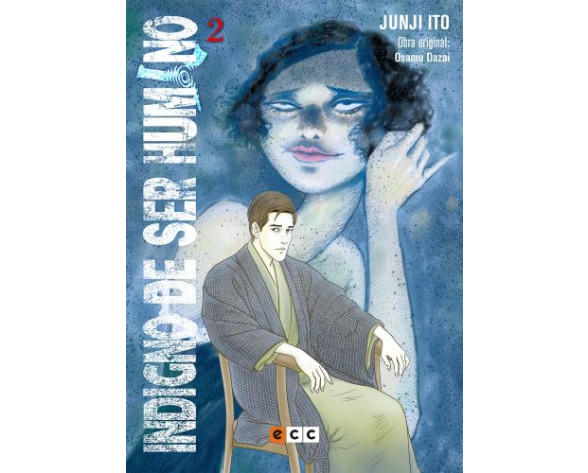 JUNJI ITO
Obra original:
Osamu Dazai
2
INDIGNO DE SER HUMANO
ecc